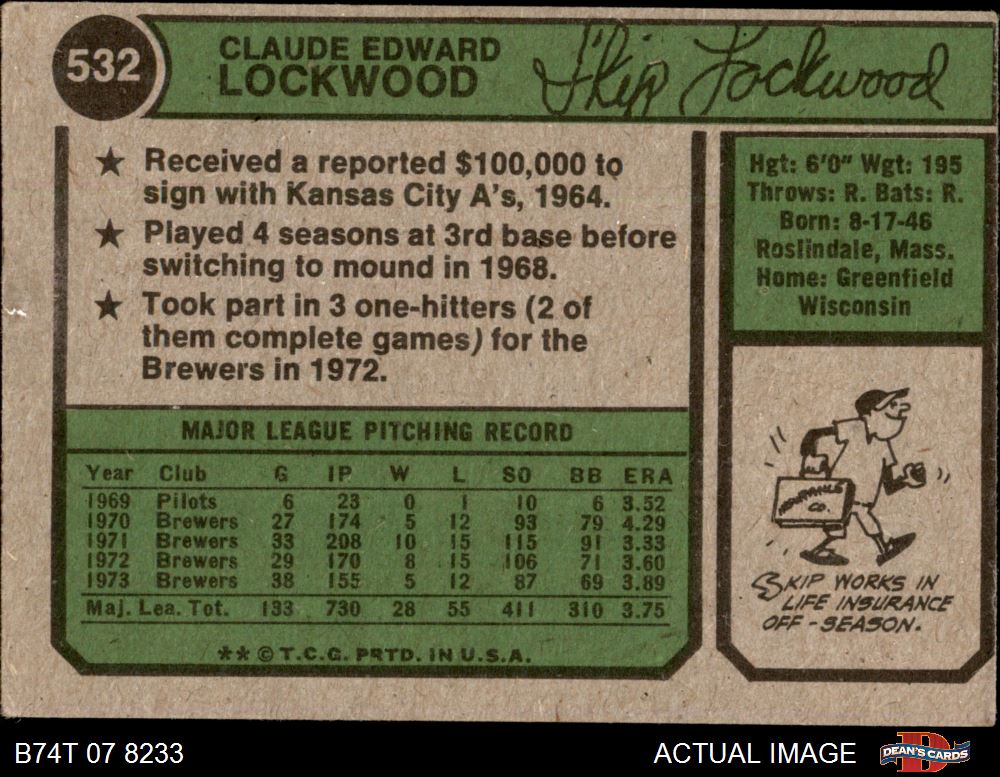 532
CLAUDE EDWARD
LOCKWOOD
Skip Lockwood
★ Received a reported $100,000 to
sign with Kansas City A's, 1964.
★ Played 4 seasons at 3rd base before
switching to mound in 1968.
★ Took part in 3 one-hitters (2 of
them complete games) for the
Brewers in 1972.
Hgt: 6'0" Wgt: 195
Throws: R. Bats: R.
Born: 8-17-46
Roslindale, Mass.
Home: Greenfield
Wisconsin
MAJOR LEAGUE PITCHING RECORD
Year Club G IP W L SO BB ERA
1969 Pilots 6 23 0 1 10 6 3.52
1970 Brewers 27 174 5 12 93 79 4.29
1971 Brewers 33 208 10 15 115 91 3.33
1972 Brewers 29 170 8 15 106 71 3.60
1973 Brewers 38 155 5 12 87 69 3.89
Maj. Lea. Tot. 133 730 28 55 411 310 3.75
** © T.C.G. PRTD. IN U.S.A.
INSURANCE
CO.
SKIP WORKS IN
LIFE INSURANCE
OFF-SEASON.
B74T 07 8233
ACTUAL IMAGE
DEAN'S CARDS